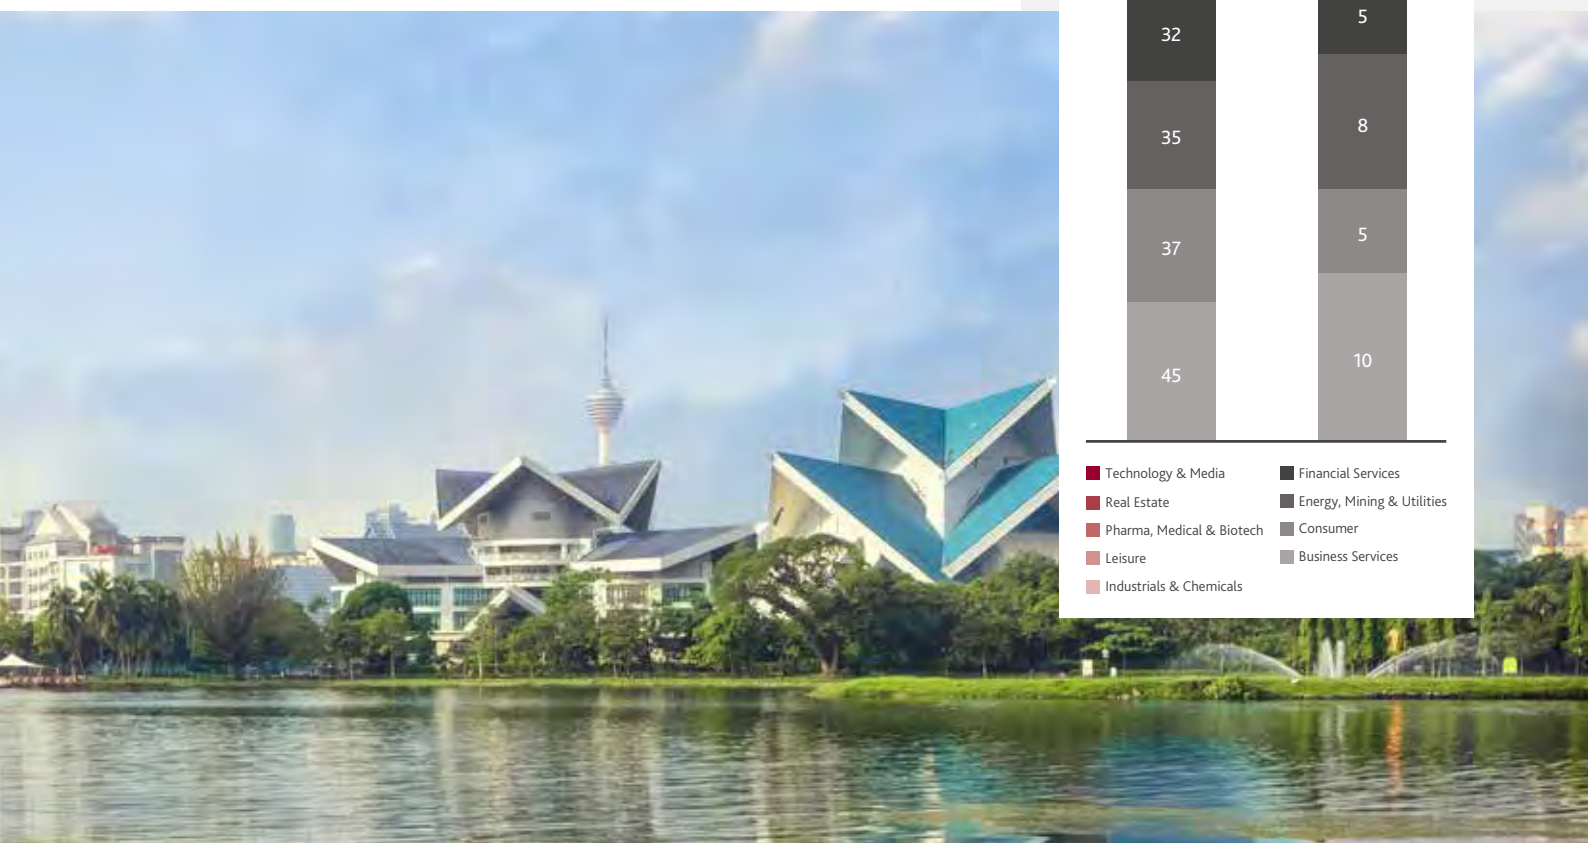 32
5
35
8
37
5
45
10
Technology & Media
Real Estate
Pharma, Medical & Biotech
Leisure
Industrials & Chemicals
Financial Services
Energy, Mining & Utilities
Consumer
Business Services